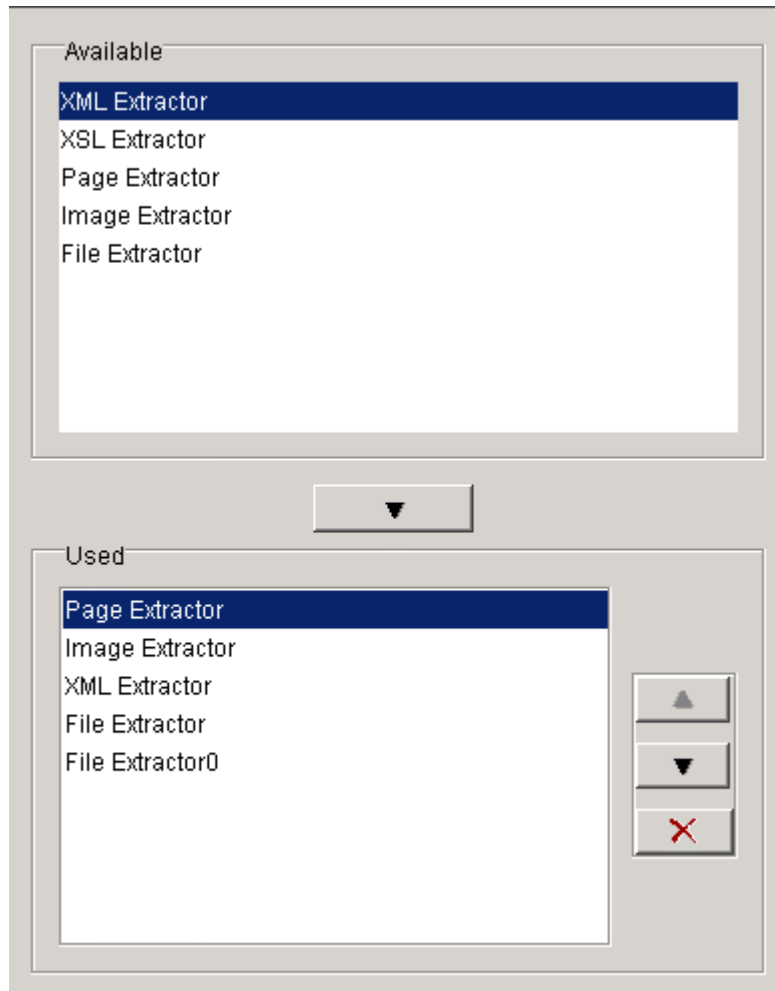 Available
XML Extractor
XSL Extractor
Page Extractor
Image Extractor
File Extractor
Used
Page Extractor
Image Extractor
XML Extractor
File Extractor
File Extractor0